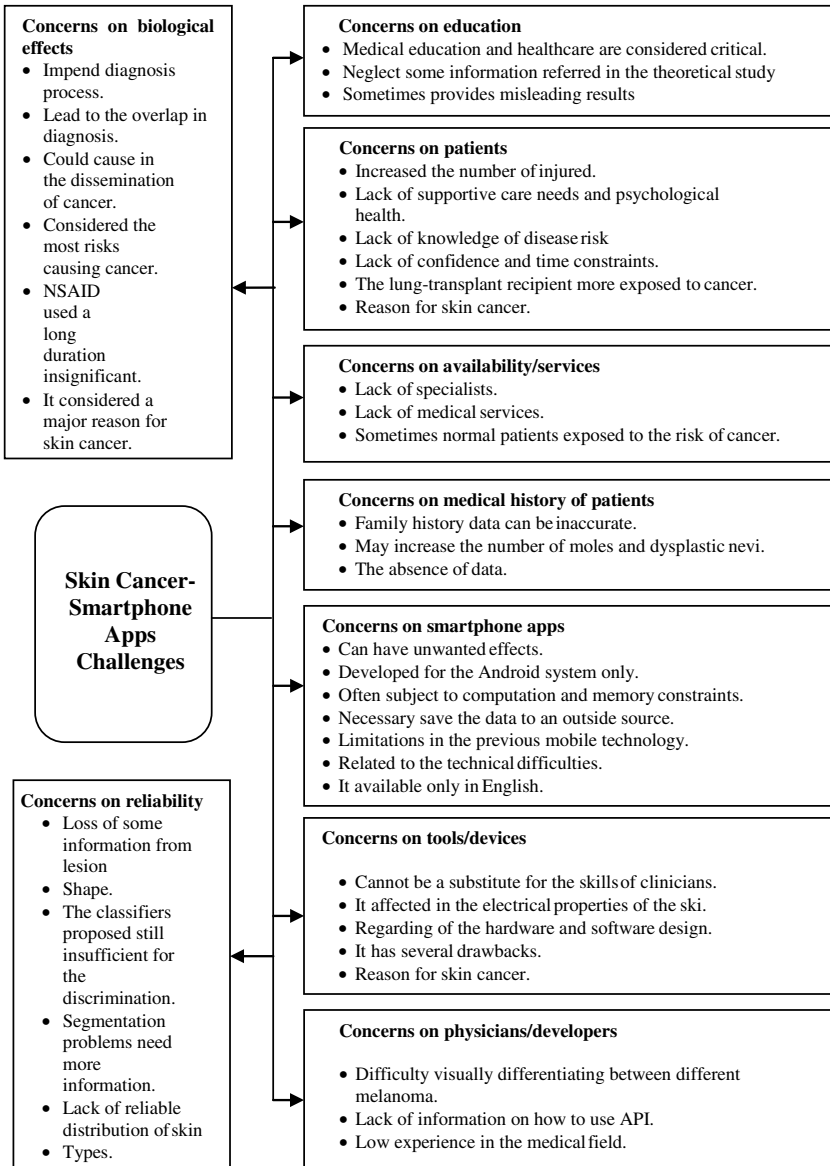 Concerns on biological
effects
• Impend diagnosis
process.
• Lead to the overlap in
diagnosis.
• Could cause in
the dissemination
of cancer.
• Considered the
most risks
causing cancer.
• NSAID
used a
long
duration
insignificant.
• It considered a
major reason for
skin cancer.
Concerns on education
• Medical education and healthcare are considered critical.
• Neglect some information referred in the theoretical study
• Sometimes provides misleading results
Concerns on patients
• Increased the number of injured.
• Lack of supportive care needs and psychological
health.
• Lack of knowledge of disease risk
• Lack of confidence and time constraints.
• The lung-transplant recipient more exposed to cancer.
• Reason for skin cancer.
Concerns on availability/services
• Lack of specialists.
• Lack of medical services.
• Sometimes normal patients exposed to the risk of cancer.
Concerns on medical history of patients
• Family history data can be inaccurate.
• May increase the number of moles and dysplastic nevi.
• The absence of data.
Skin Cancer-
Smartphone
Apps
Challenges
Concerns on smartphone apps
• Can have unwanted effects.
• Developed for the Android system only.
• Often subject to computation and memory constraints.
• Necessary save the data to an outside source.
• Limitations in the previous mobile technology.
• Related to the technical difficulties.
• It available only in English.
Concerns on reliability
• Loss of some
information from
lesion
• Shape.
• The classifiers
proposed still
insufficient for
the
discrimination.
• Segmentation
problems need
more
information.
• Lack of reliable
distribution of skin
• Types.
Concerns on tools/devices
• Cannot be a substitute for the skills of clinicians.
• It affected in the electrical properties of the ski.
• Regarding of the hardware and software design.
• It has several drawbacks.
• Reason for skin cancer.
Concerns on physicians/developers
• Difficulty visually differentiating between different
melanoma.
• Lack of information on how to use API.
• Low experience in the medical field.